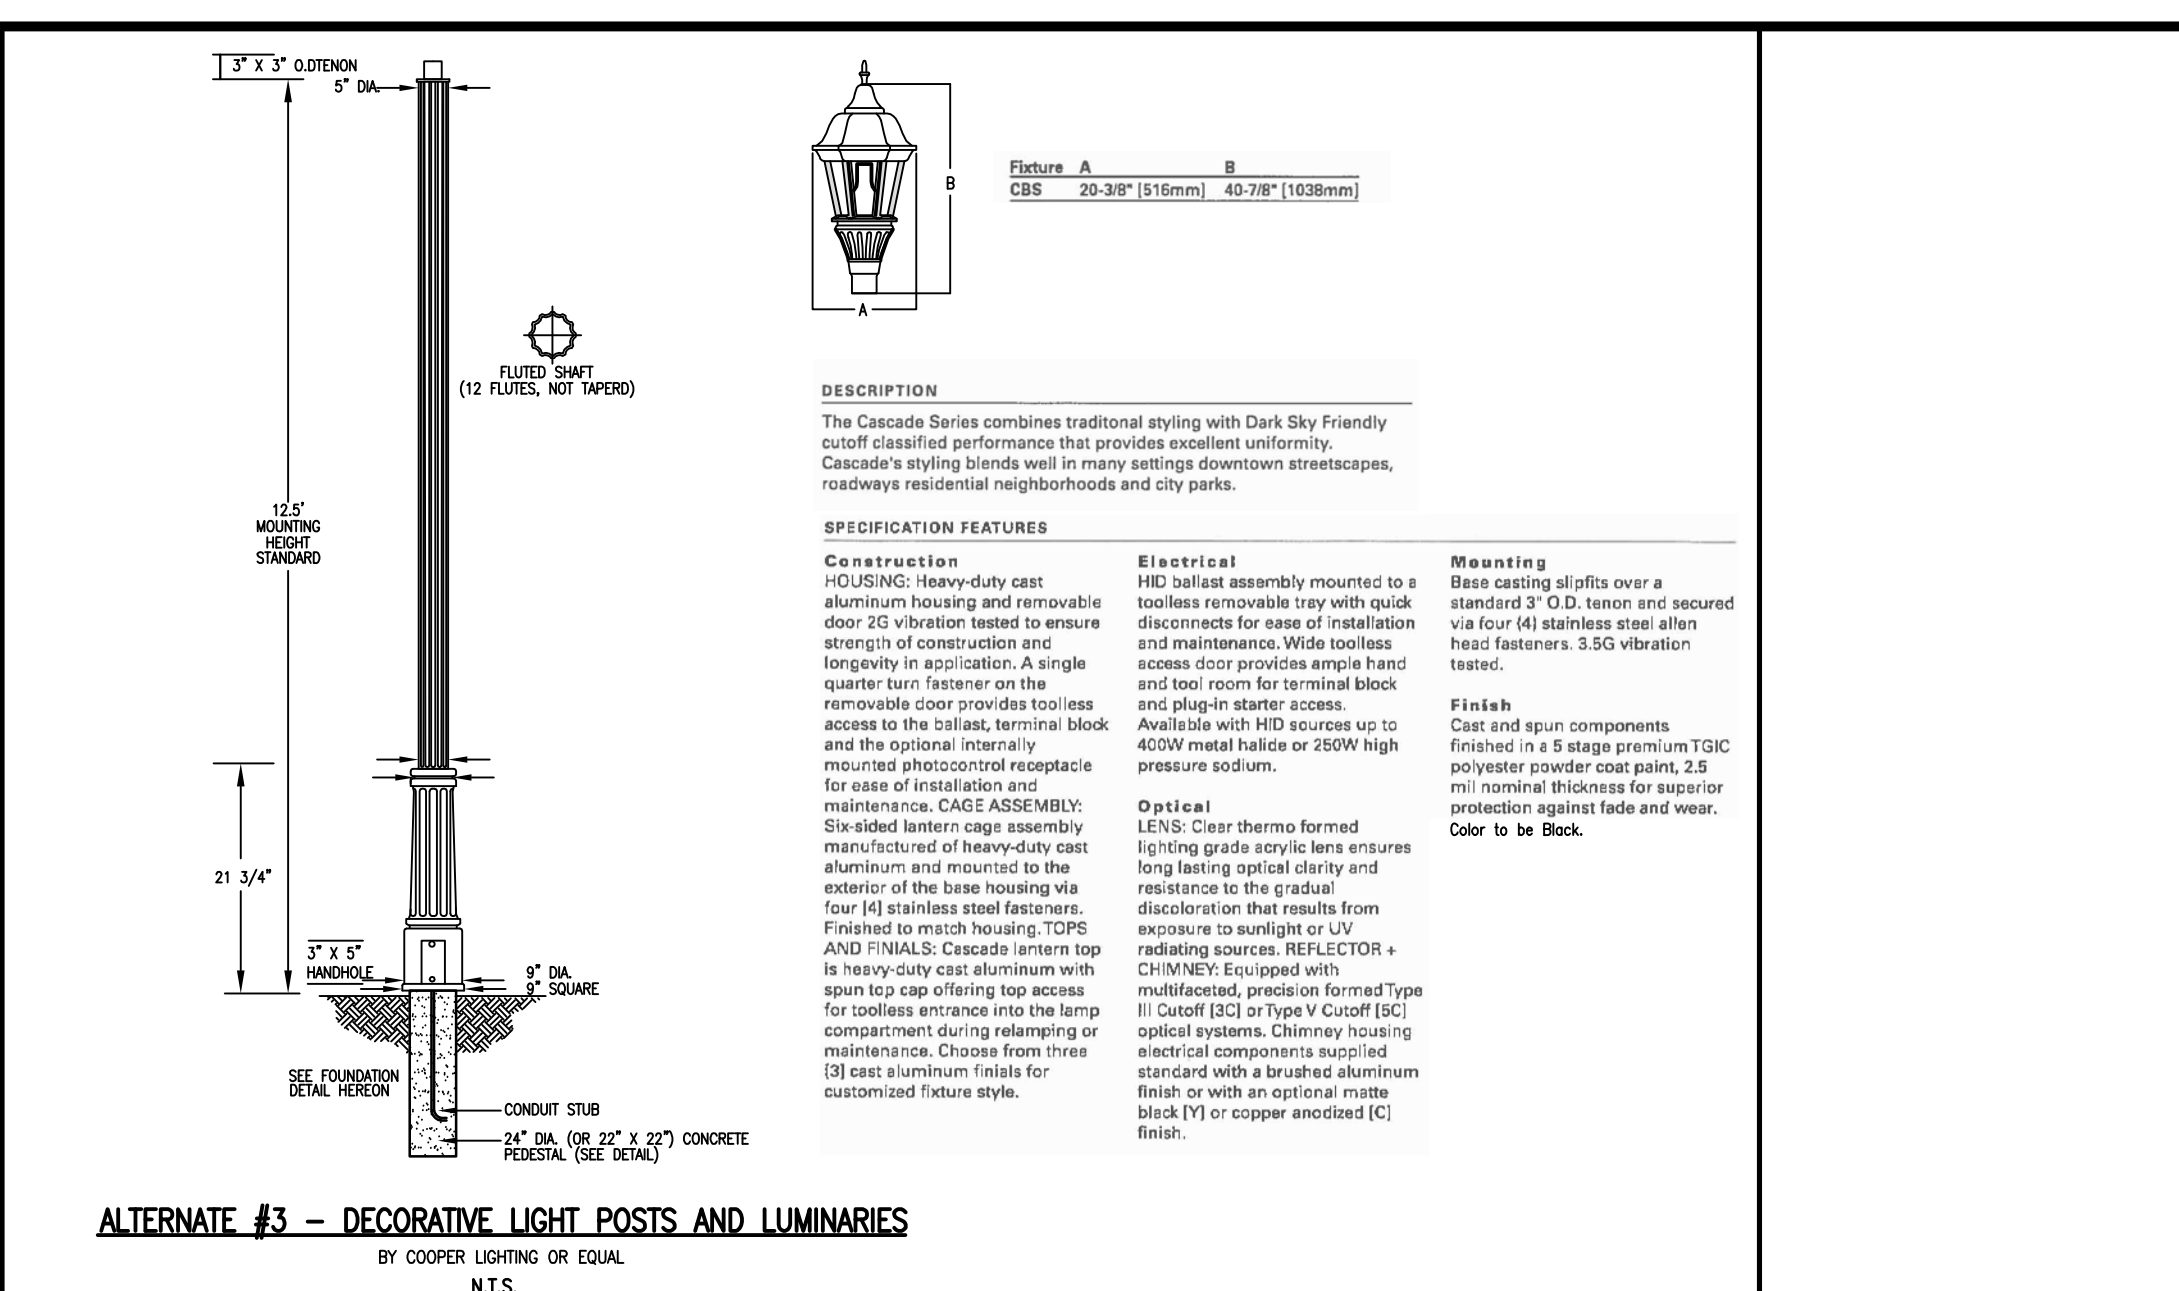 3" X 3" O.DTENON
5" DIA.
12.5'
MOUNTING
HEIGHT
STANDARD
FLUTED SHAFT
(12 FLUTES, NOT TAPERD)
21 3/4"
3" X 5"
HANDHOLE
9" DIA.
9" SQUARE
SEE FOUNDATION
DETAIL HEREON
CONDUIT STUB
24" DIA. (OR 22" X 22") CONCRETE
PEDESTAL (SEE DETAIL)
ALTERNATE #3 – DECORATIVE LIGHT POSTS AND LUMINARIES
BY COOPER LIGHTING OR EQUAL
N.T.S.
B
A
Fixture A B
CBS 20-3/8" [516mm] 40-7/8" [1038mm]
DESCRIPTION
The Cascade Series combines traditonal styling with Dark Sky Friendly
cutoff classified performance that provides excellent uniformity.
Cascade's styling blends well in many settings downtown streetscapes,
roadways residential neighborhoods and city parks.
SPECIFICATION FEATURES
Construction
HOUSING: Heavy-duty cast
aluminum housing and removable
door 2G vibration tested to ensure
strength of construction and
longevity in application. A single
quarter turn fastener on the
removable door provides toolless
access to the ballast, terminal block
and the optional internally
mounted photocontrol receptacle
for ease of installation and
maintenance. CAGE ASSEMBLY:
Six-sided lantern cage assembly
manufactured of heavy-duty cast
aluminum and mounted to the
exterior of the base housing via
four [4] stainless steel fasteners.
Finished to match housing. TOPS
AND FINIALS: Cascade lantern top
is heavy-duty cast aluminum with
spun top cap offering top access
for toolless entrance into the lamp
compartment during relamping or
maintenance. Choose from three
[3] cast aluminum finials for
customized fixture style.
Electrical
HID ballast assembly mounted to a
toolless removable tray with quick
disconnects for ease of installation
and maintenance. Wide toolless
access door provides ample hand
and tool room for terminal block
and plug-in starter access.
Available with HID sources up to
400W metal halide or 250W high
pressure sodium.
Optical
LENS: Clear thermo formed
lighting grade acrylic lens ensures
long lasting optical clarity and
resistance to the gradual
discoloration that results from
exposure to sunlight or UV
radiating sources. REFLECTOR +
CHIMNEY: Equipped with
multifaceted, precision formed Type
III Cutoff [3C] or Type V Cutoff [5C]
optical systems. Chimney housing
electrical components supplied
standard with a brushed aluminum
finish or with an optional matte
black [Y] or copper anodized [C]
finish.
Mounting
Base casting slipfits over a
standard 3" O.D. tenon and secured
via four (4) stainless steel allen
head fasteners. 3.5G vibration
tested.
Finish
Cast and spun components
finished in a 5 stage premium TGIC
polyester powder coat paint, 2.5
mil nominal thickness for superior
protection against fade and wear.
Color to be Black.